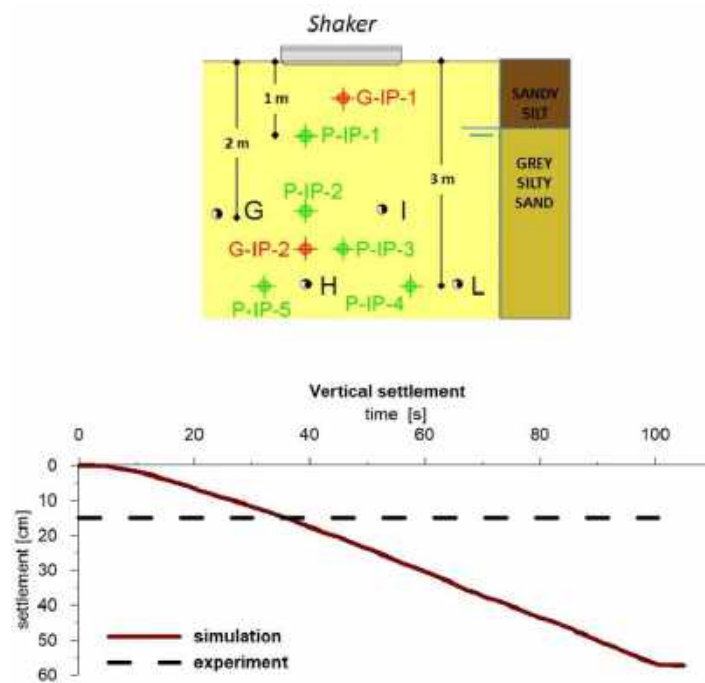 Shaker
1 m
G-IP-1
SANDY
SILT
P-IP-1
2 m
3 m
GREY
SILTY
SAND
P-IP-2
G
I
G-IP-2
P-IP-3
H
L
P-IP-5
P-IP-4
Vertical settlement
time [s]
0 20 40 60 80 100
0
10
20
30
40
50
60
settlement [cm]
simulation
experiment